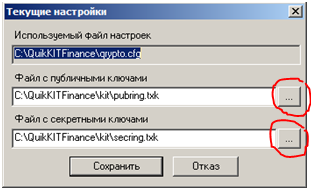 Текущие настройки
Используемый файл настроек
C:\QuikKITFinance\qrypto.cfg
Файл с публичными ключами
C:\QuikKITFinance\kit\pubring.txk
...
Файл с секретными ключами
C:\QuikKITFinance\kit\secring.txk
...
Сохранить
Отказ